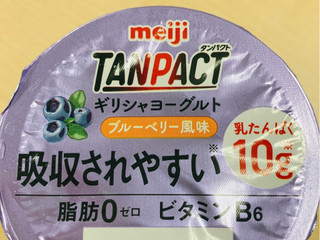 meiji
タンパクト
TANPACT
ギリシャヨーグルト
ブルーベリー風味
乳たんぱく
吸収されやすい※ 10g※
脂肪0ゼロ ビタミンB6